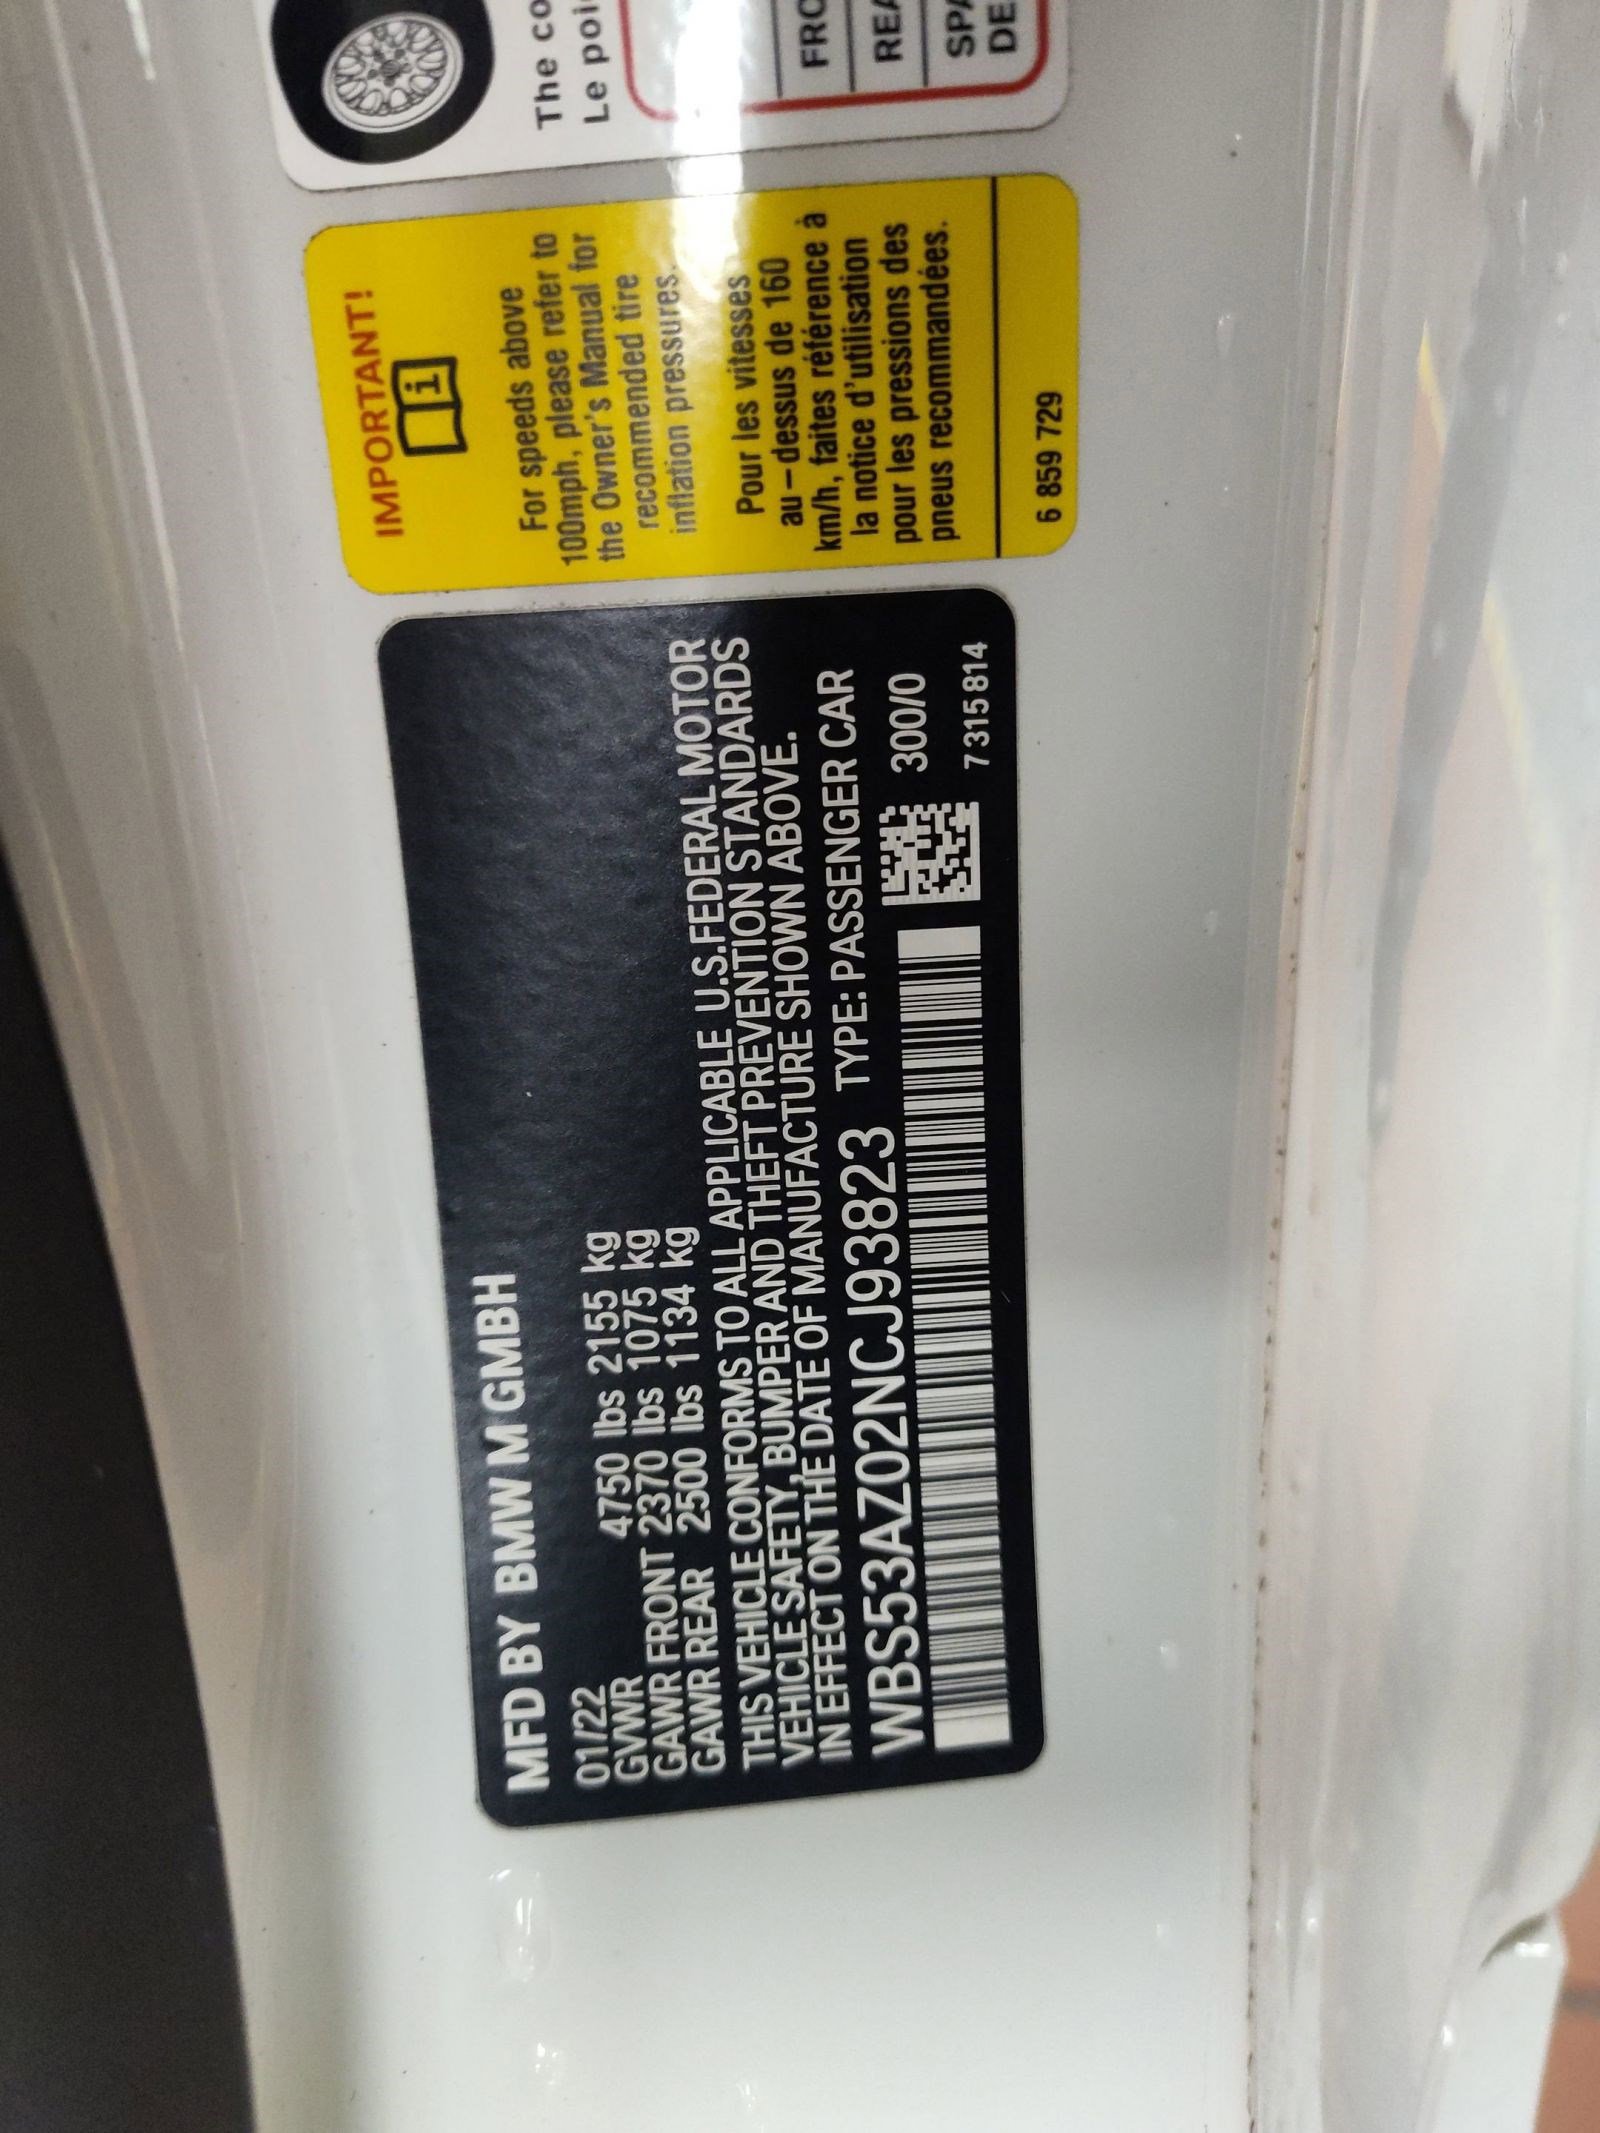 MFD BY BMW M GMBH
01/22
GVWR 4750 lbs 2155 kg
GAWR FRONT 2370 lbs 1075 kg
GAWR REAR 2500 lbs 1134 kg
THIS VEHICLE CONFORMS TO ALL APPLICABLE U.S.FEDERAL MOTOR
VEHICLE SAFETY, BUMPER AND THEFT PREVENTION STANDARDS
IN EFFECT ON THE DATE OF MANUFACTURE SHOWN ABOVE.
WBS53AZ02NCJ93823 TYPE: PASSENGER CAR
300/0
7315814
IMPORTANT!
i
For speeds above
100mph, please refer to
the Owner's Manual for
recommended tire
inflation pressures.
Pour les vitesses
au-dessus de 160
km/h, faites référence à
la notice d'utilisation
pour les pressions des
pneus recommandées.
6 859 729
The co
Le poi
FRO
REA
SPA
DE